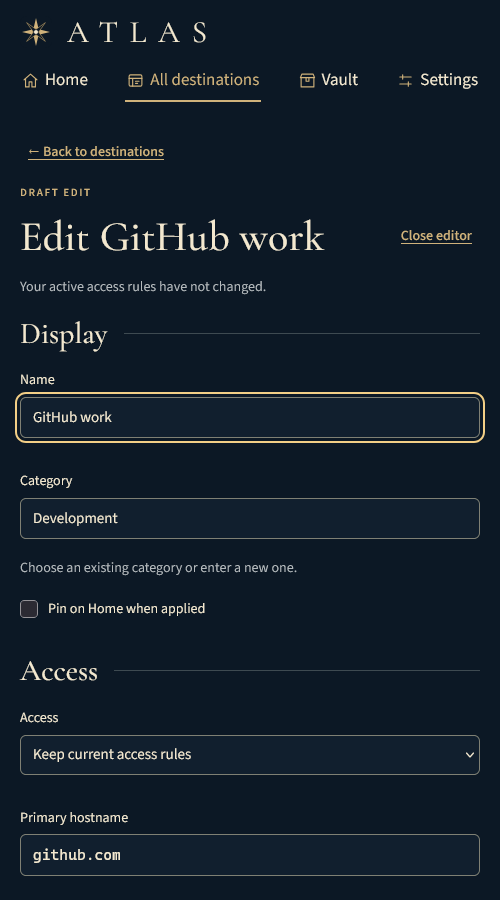 ATLAS
Home
All destinations
Vault
Settings
← Back to destinations
DRAFT EDIT
Edit GitHub work
Close editor
Your active access rules have not changed.
Display
Name
GitHub work
Category
Development
Choose an existing category or enter a new one.
Pin on Home when applied
Access
Access
Keep current access rules
Primary hostname
github.com